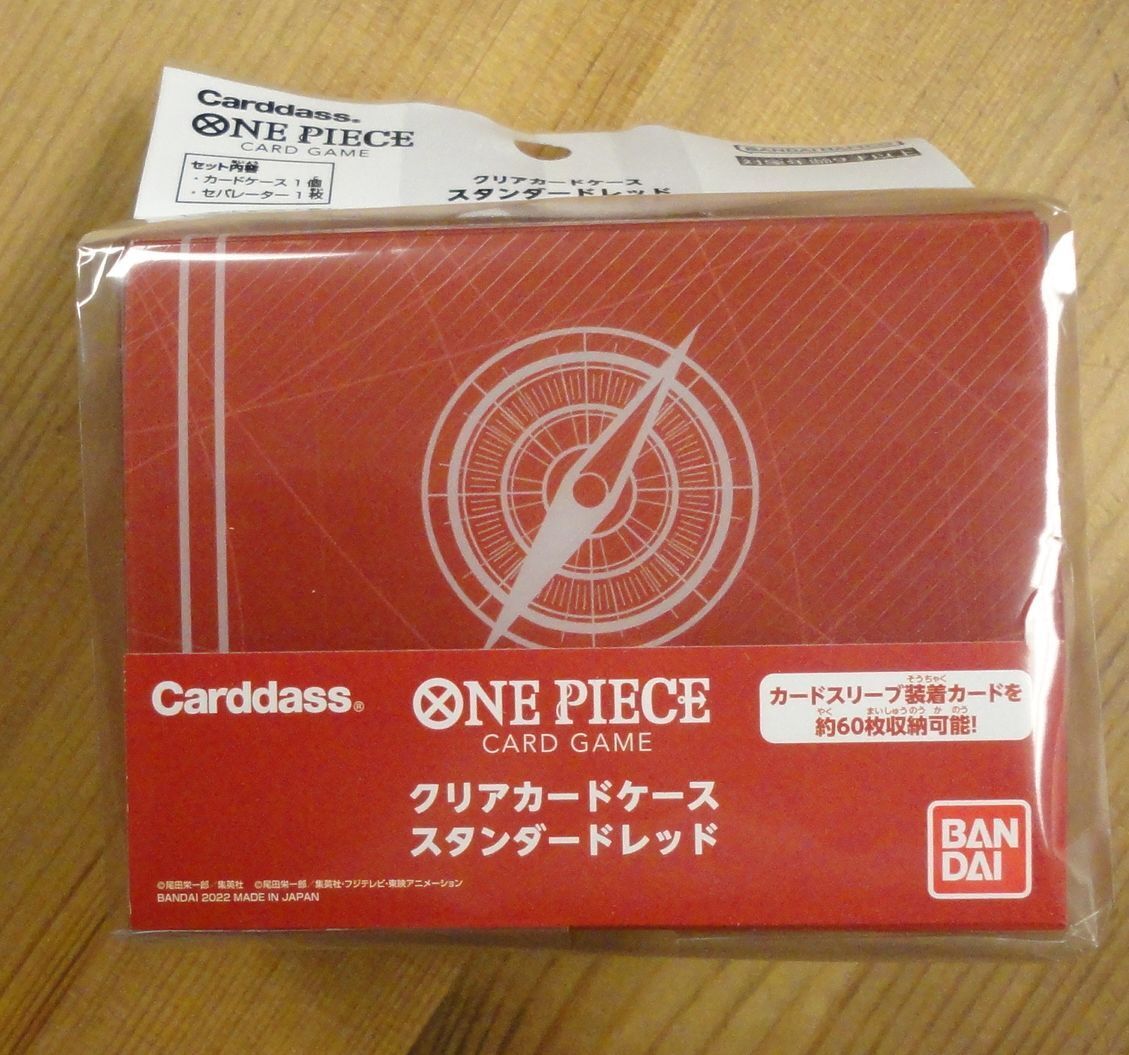 Carddass®
ONE PIECE
CARD GAME
セット内容
・カードケース1個
・セパレーター1枚
クリアカードケース
スタンダードレッド
Carddass®
ONE PIECE
CARD GAME
クリアカードケース
スタンダードレッド
カードスリーブ装着カードを
約60枚収納可能!
BAN
DAI
©尾田栄一郎/集英社 ©尾田栄一郎/集英社・フジテレビ・東映アニメーション
BANDAI 2022 MADE IN JAPAN